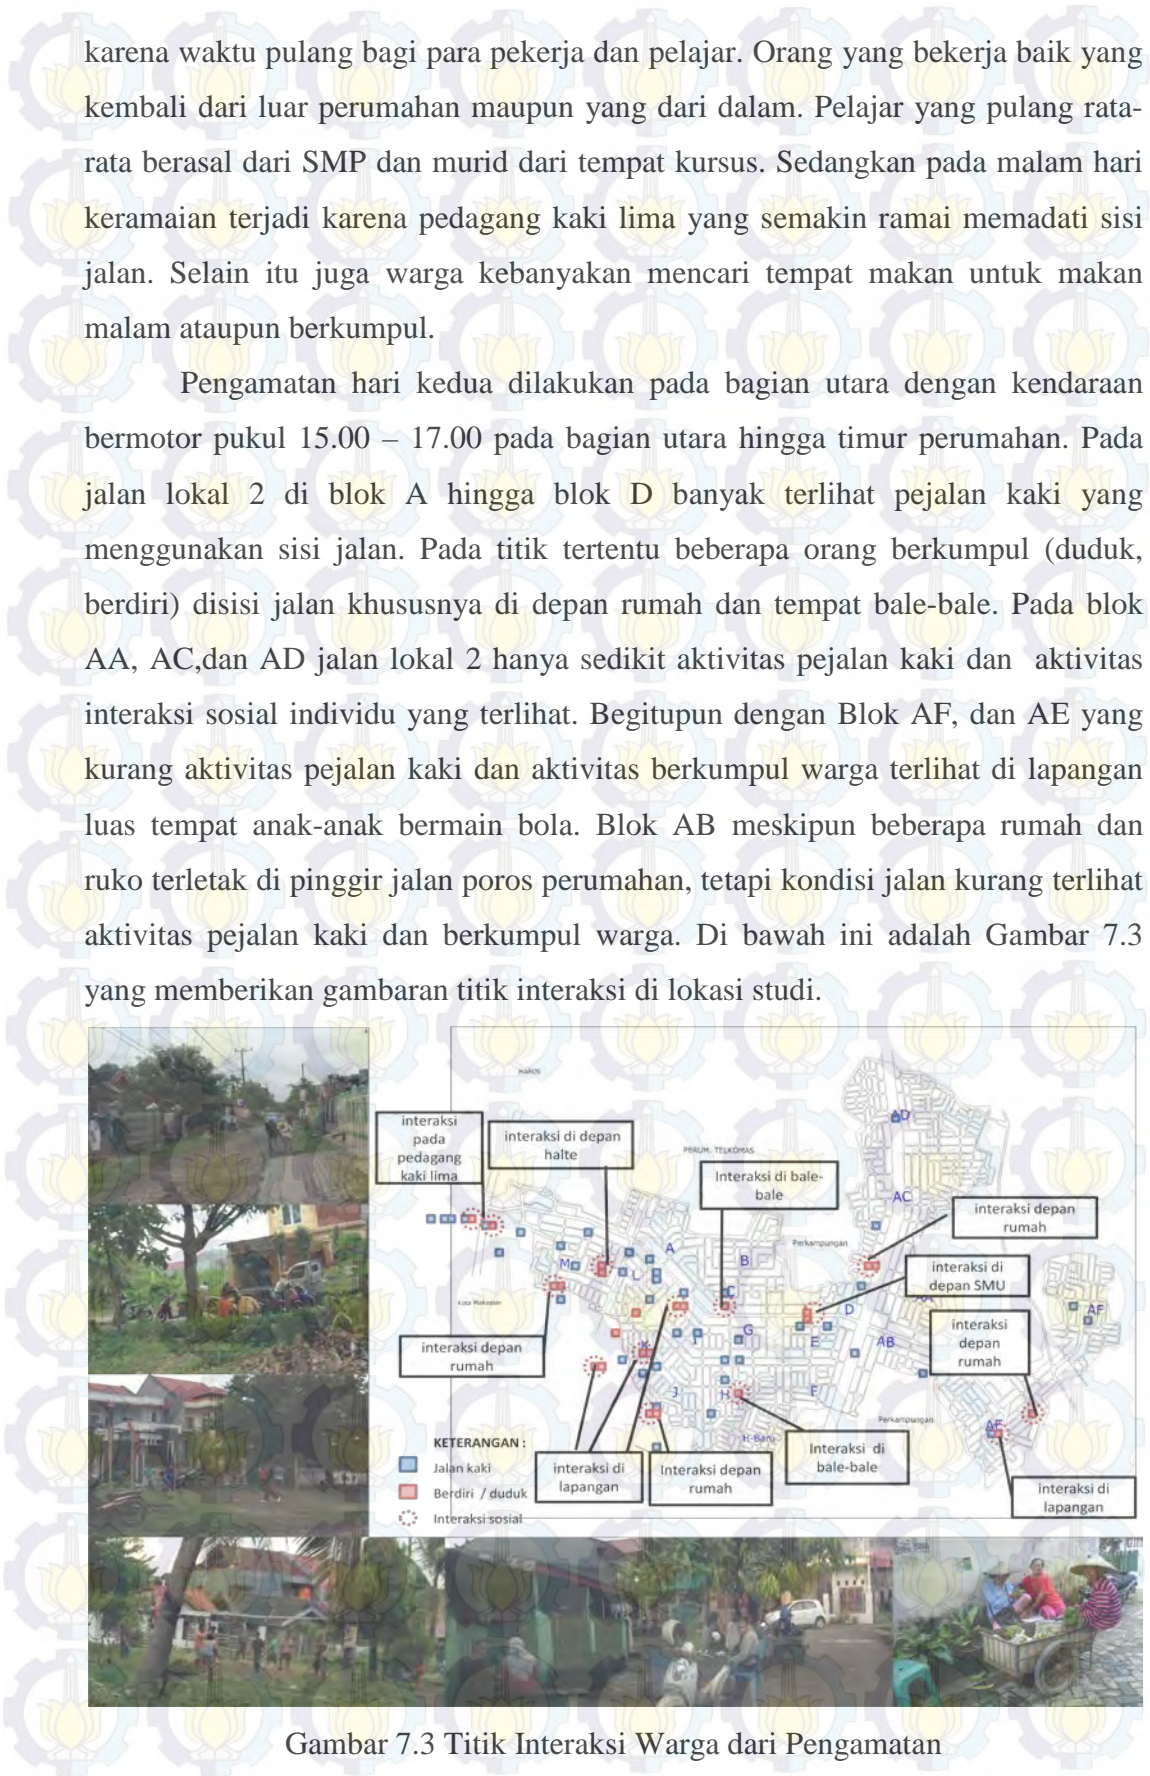 karena waktu pulang bagi para pekerja dan pelajar. Orang yang bekerja baik yang
kembali dari luar perumahan maupun yang dari dalam. Pelajar yang pulang rata-
rata berasal dari SMP dan murid dari tempat kursus. Sedangkan pada malam hari
keramaian terjadi karena pedagang kaki lima yang semakin ramai memadati sisi
jalan. Selain itu juga warga kebanyakan mencari tempat makan untuk makan
malam ataupun berkumpul.
Pengamatan hari kedua dilakukan pada bagian utara dengan kendaraan
bermotor pukul 15.00 – 17.00 pada bagian utara hingga timur perumahan. Pada
jalan lokal 2 di blok A hingga blok D banyak terlihat pejalan kaki yang
menggunakan sisi jalan. Pada titik tertentu beberapa orang berkumpul (duduk,
berdiri) disisi jalan khususnya di depan rumah dan tempat bale-bale. Pada blok
AA, AC,dan AD jalan lokal 2 hanya sedikit aktivitas pejalan kaki dan aktivitas
interaksi sosial individu yang terlihat. Begitupun dengan Blok AF, dan AE yang
kurang aktivitas pejalan kaki dan aktivitas berkumpul warga terlihat di lapangan
luas tempat anak-anak bermain bola. Blok AB meskipun beberapa rumah dan
ruko terletak di pinggir jalan poros perumahan, tetapi kondisi jalan kurang terlihat
aktivitas pejalan kaki dan berkumpul warga. Di bawah ini adalah Gambar 7.3
yang memberikan gambaran titik interaksi di lokasi studi.
MAROS
interaksi
pada
pedagang
kaki lima
interaksi di depan
halte
PERUM. TELKOMAS
Interaksi di bale-
bale
AD
AC
interaksi depan
rumah
Perkampungan
A
B
M
L
interaksi di
depan SMU
C
Kota Makassar
D
AF
G
E
AB
interaksi
depan
rumah
interaksi depan
rumah
K
I
J
H
F
Perkampungan
H-Baru
KETERANGAN :
Jalan kaki
Berdiri / duduk
Interaksi sosial
interaksi di
lapangan
Interaksi depan
rumah
Interaksi di
bale-bale
interaksi di
lapangan
Gambar 7.3 Titik Interaksi Warga dari Pengamatan